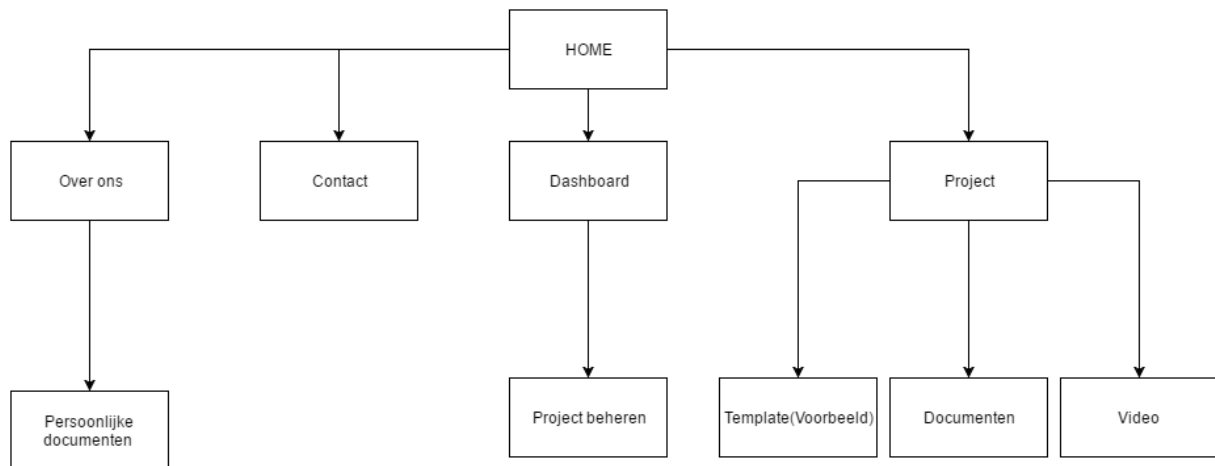 HOME
Over ons
Contact
Dashboard
Project
Persoonlijke
documenten
Project beheren
Template(Voorbeeld)
Documenten
Video